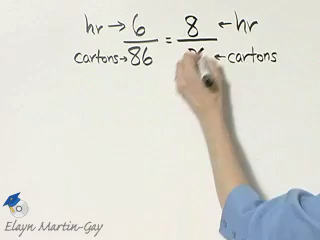 hr → 6 = 8 ← hr
cartons → 86 ← cartons
Elayn Martin-Gay